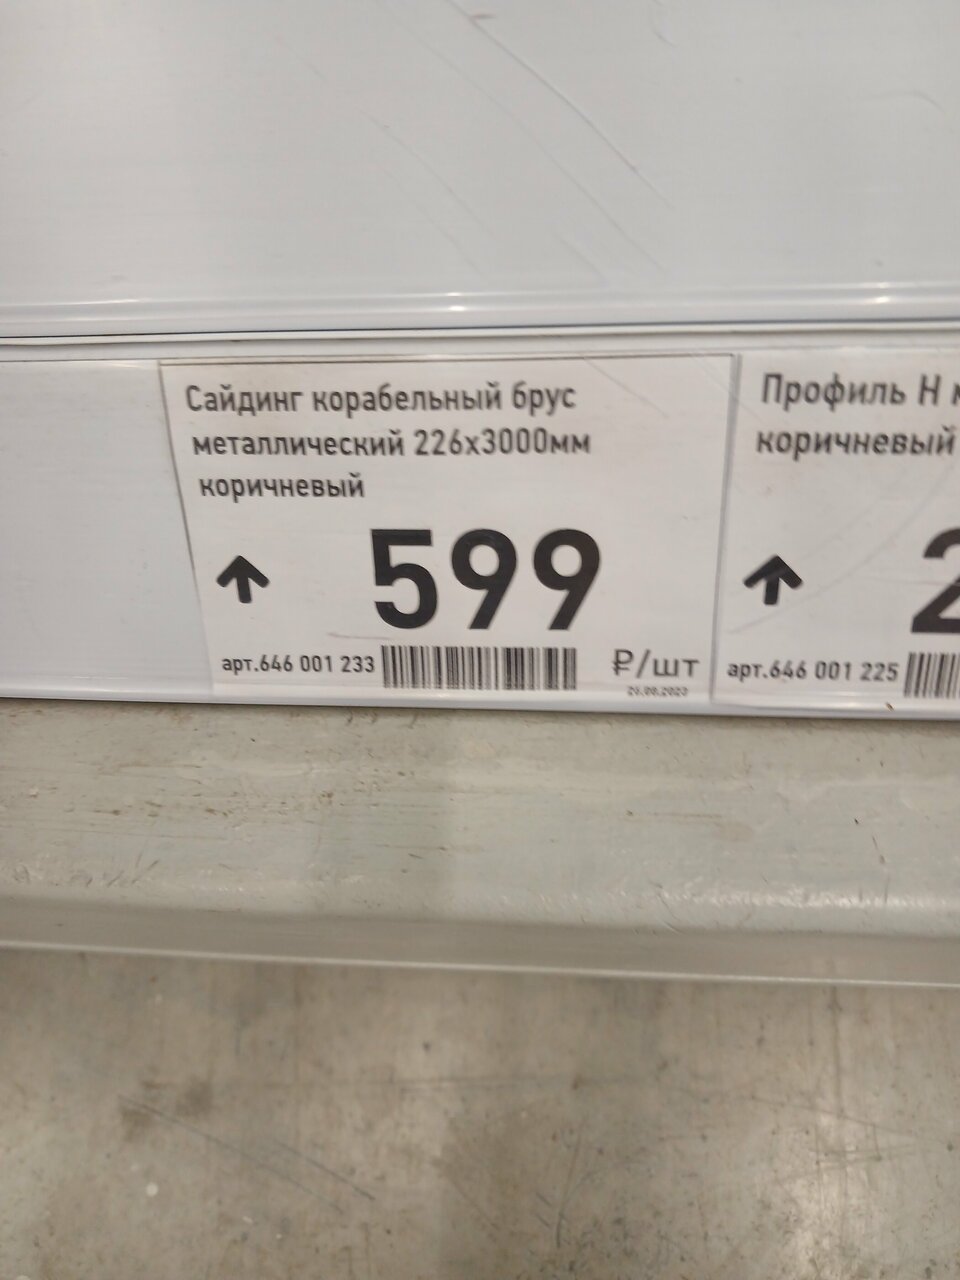 Сайдинг корабельный брус
металлический 226х3000мм
коричневый
599
арт.646 001 233
₽/шт
Профиль Н
коричневый
2
арт.646 001 225